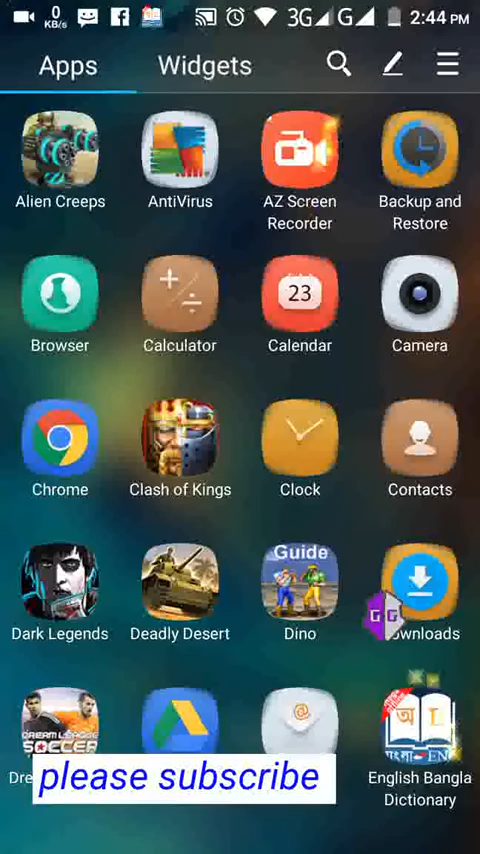 0
KB/s
3G
G
2:44 PM
Apps
Widgets
Alien Creeps
AntiVirus
AZ Screen
Recorder
Backup and
Restore
Browser
Calculator
23
Calendar
Camera
Chrome
Clash of Kings
Clock
Contacts
Dark Legends
Deadly Desert
Guide
Dino
GG
ownloads
DREAM LEAGUE
SOCCER
@
অ
বাংলা
EN
Dre
please subscribe
English Bangla
Dictionary